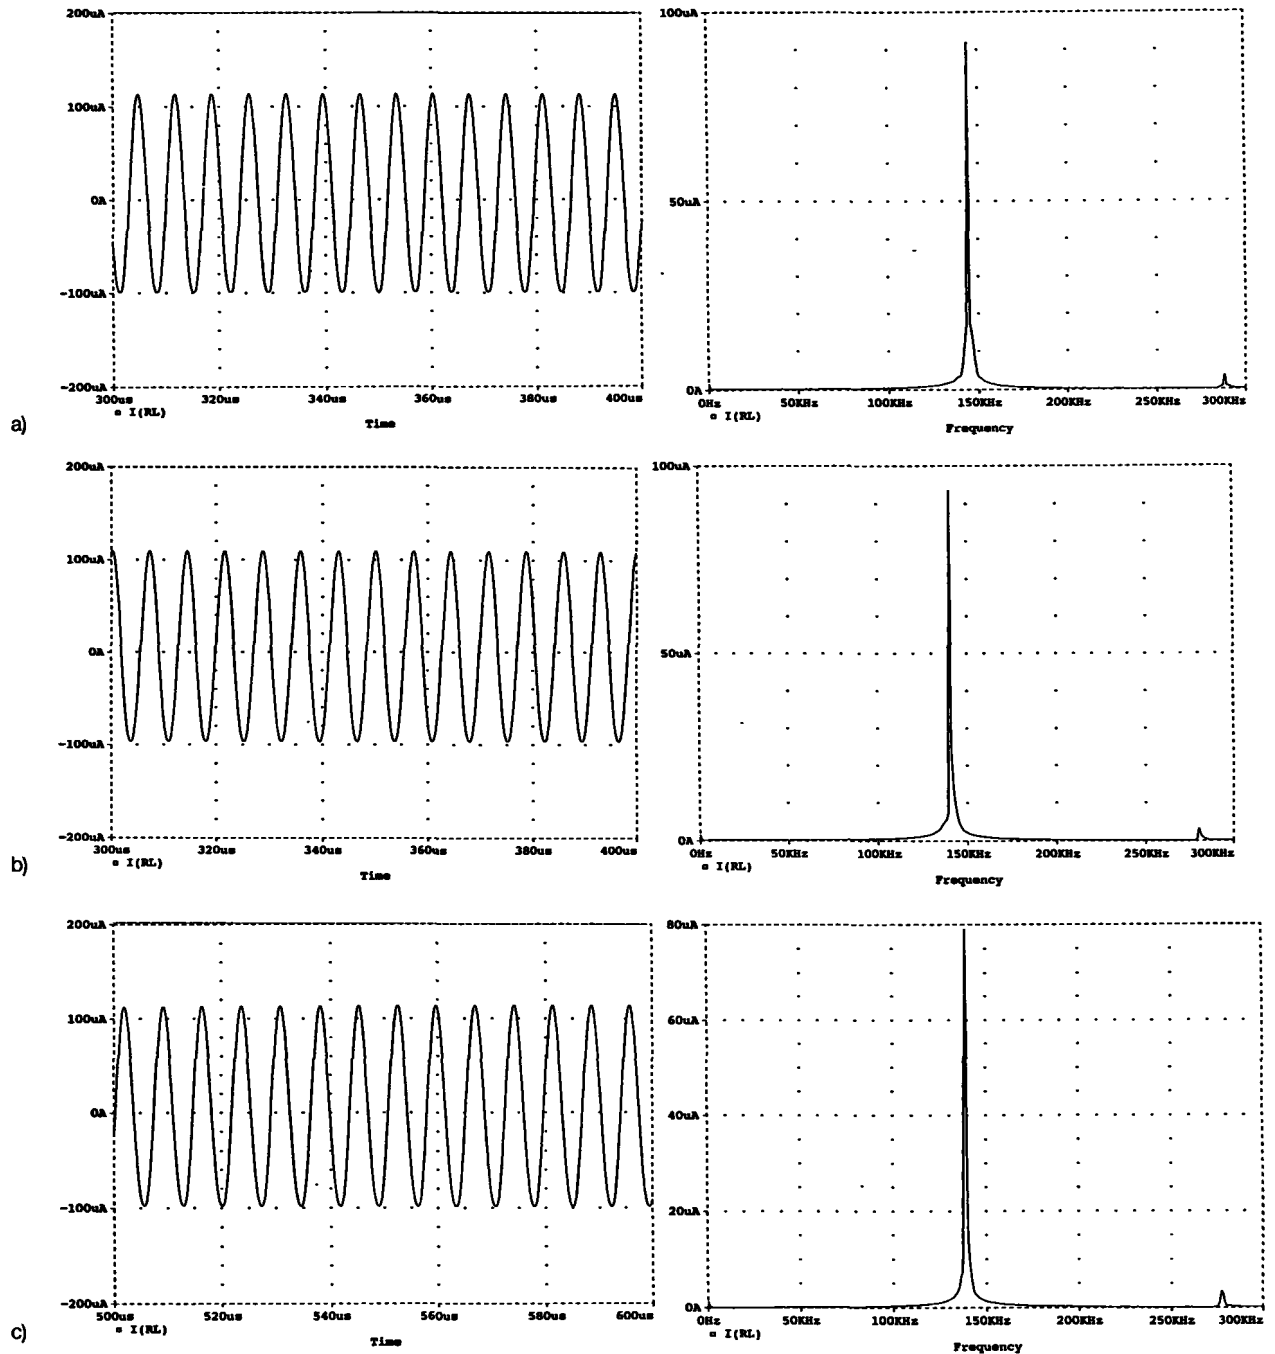 200uA
100uA
0A
-100uA
-200uA
300us 320us 340us 360us 380us 400us
I(RL)
Time
100uA
50uA
0A
0Hz 50KHz 100KHz 150KHz 200KHz 250KHz 300KHz
I(RL)
Frequency
a)
200uA
100uA
0A
-100uA
-200uA
300us 320us 340us 360us 380us 400us
I(RL)
Time
100uA
50uA
0A
0Hz 50KHz 100KHz 150KHz 200KHz 250KHz 300KHz
I(RL)
Frequency
b)
200uA
100uA
0A
-100uA
-200uA
500us 520us 540us 560us 580us 600us
I(RL)
Time
80uA
60uA
40uA
20uA
0A
0Hz 50KHz 100KHz 150KHz 200KHz 250KHz 300KHz
I(RL)
Frequency
c)